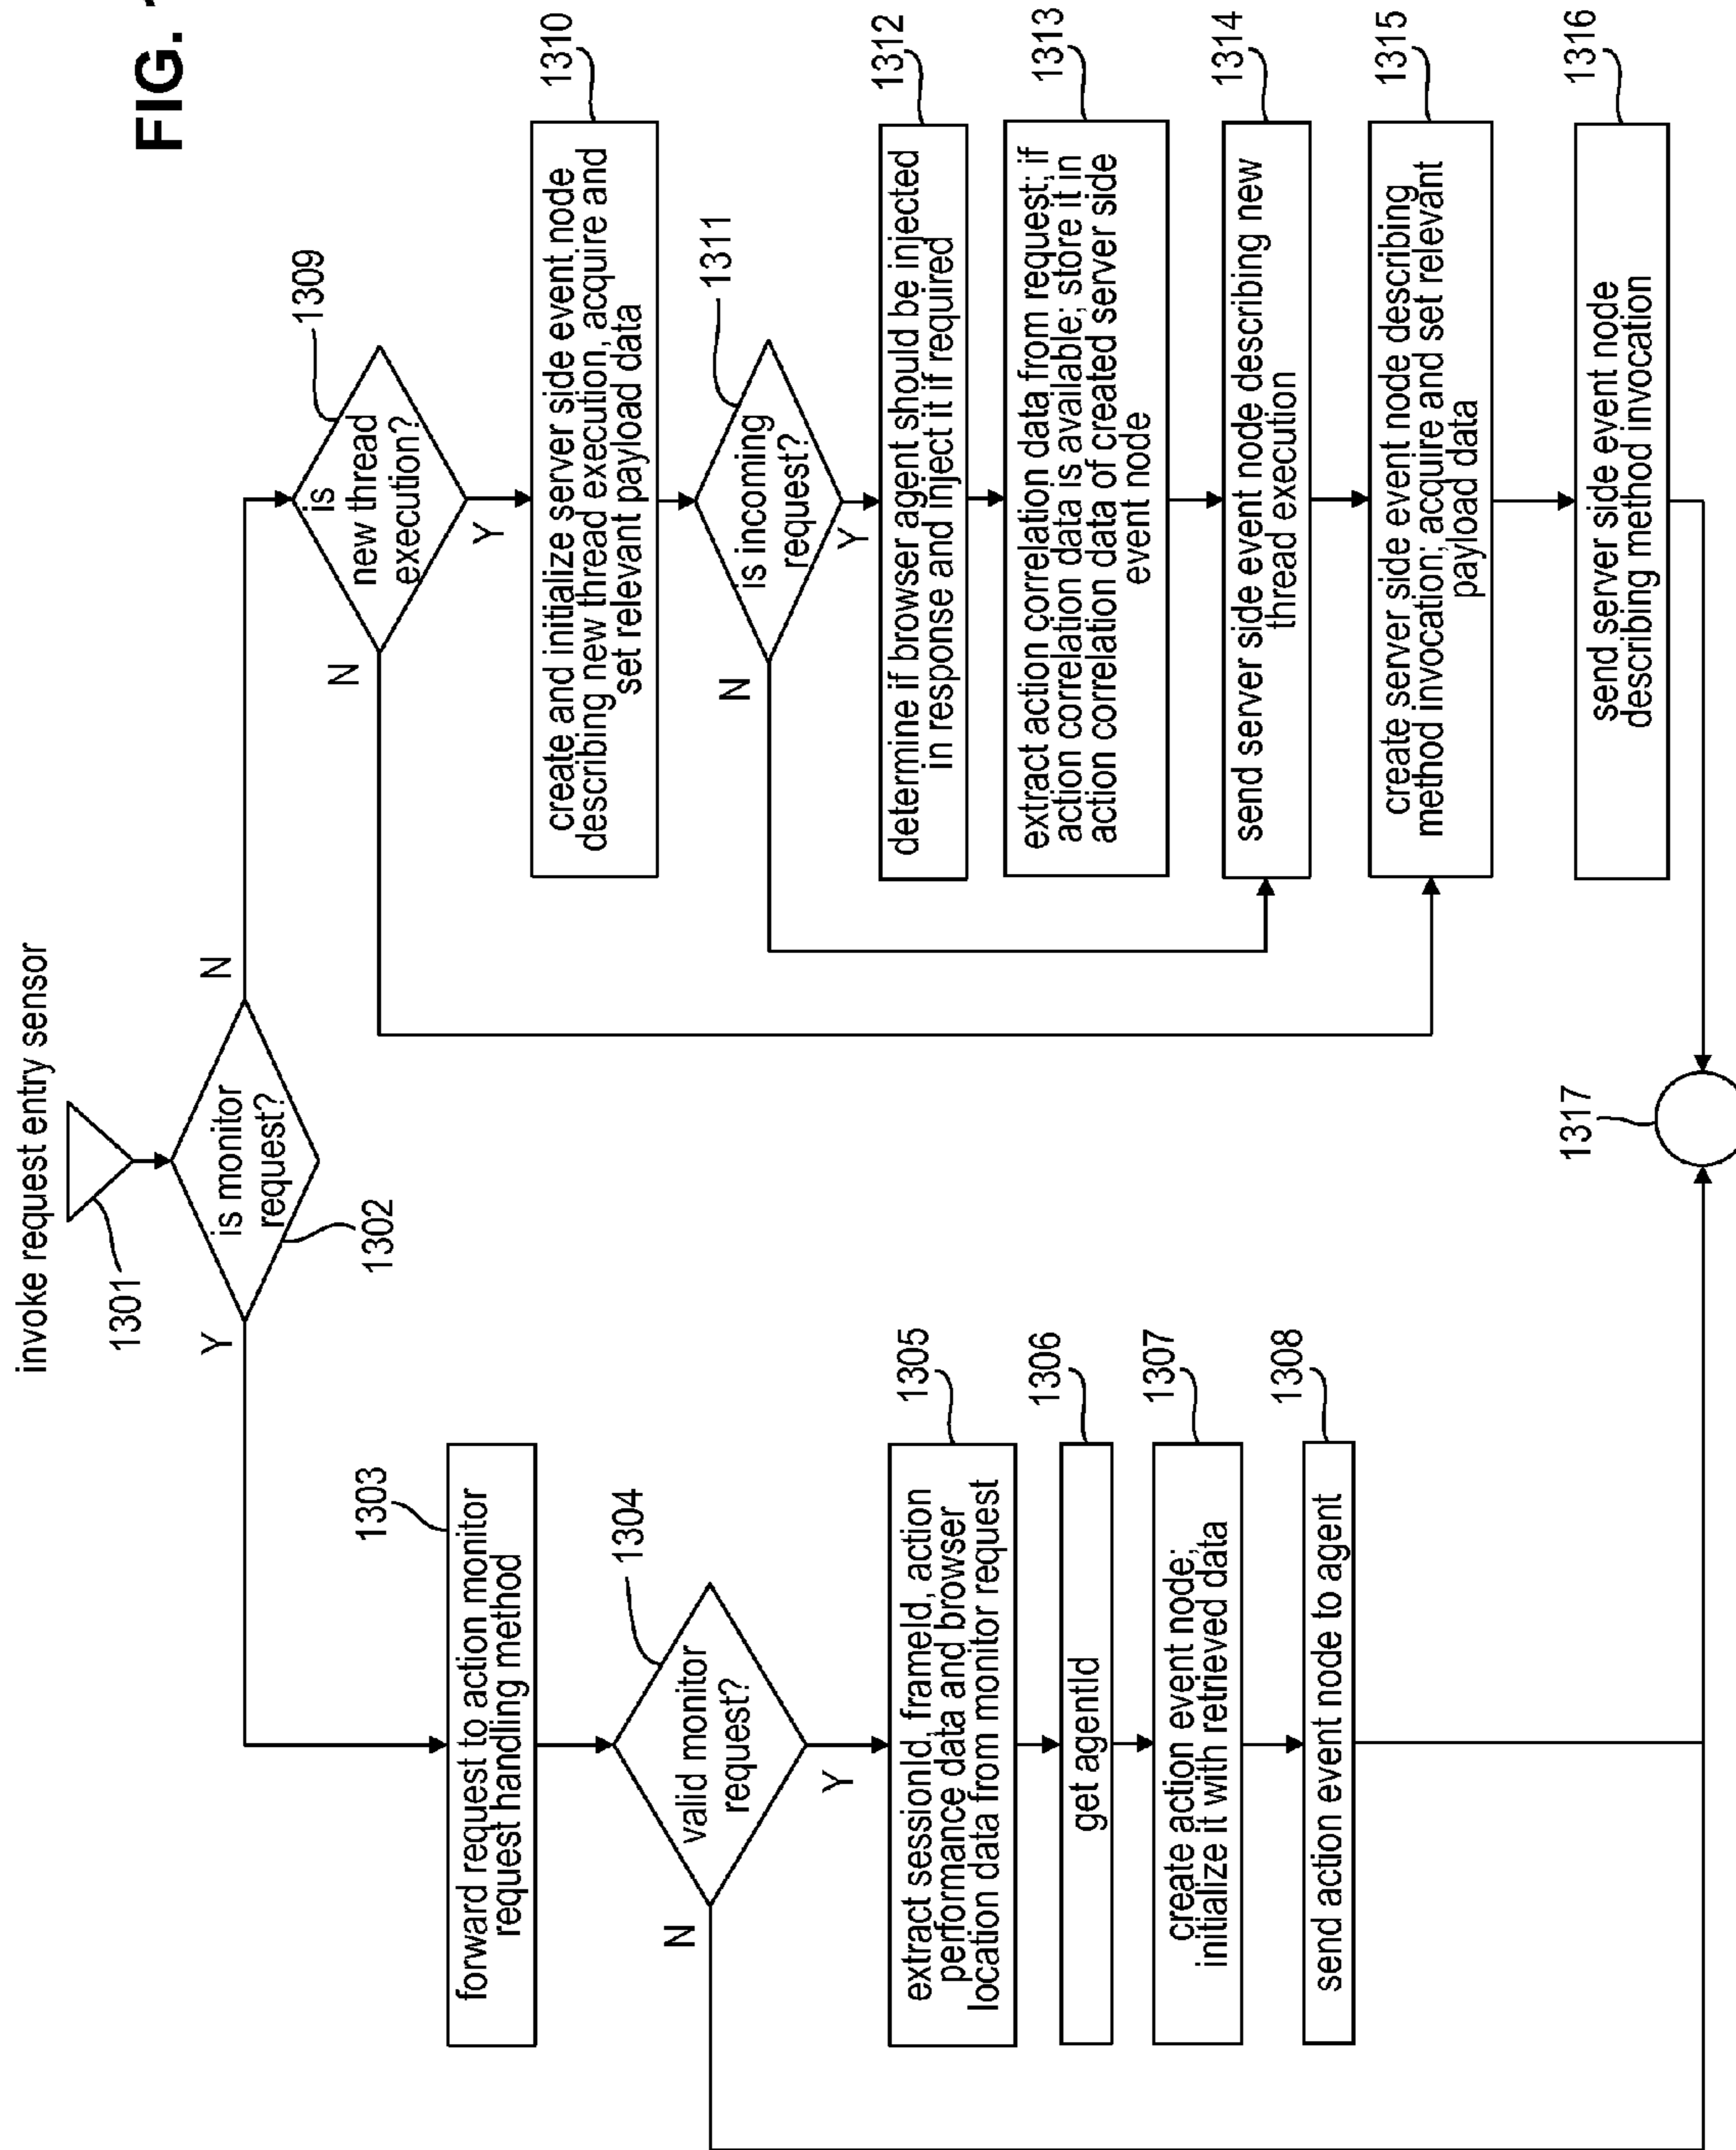 FIG.
invoke request entry sensor
1301
is monitor
request?
1302
Y
N
forward request to action monitor
request handling method
1303
valid monitor
request?
1304
N
Y
extract sessionId, frameId, action
performance data and browser
location data from monitor request
1305
get agentId
1306
create action event node;
initialize it with retrieved data
1307
send action event node to agent
1308
is
new thread
execution?
1309
N
Y
create and initialize server side event node
describing new thread execution, acquire and
set relevant payload data
1310
is incoming
request?
1311
N
Y
determine if browser agent should be injected
in response and inject it if required
1312
extract action correlation data from request; if
action correlation data is available; store it in
action correlation data of created server side
event node
1313
send server side event node describing new
thread execution
1314
create server side event node describing
method invocation; acquire and set relevant
payload data
1315
send server side event node
describing method invocation
1316
1317